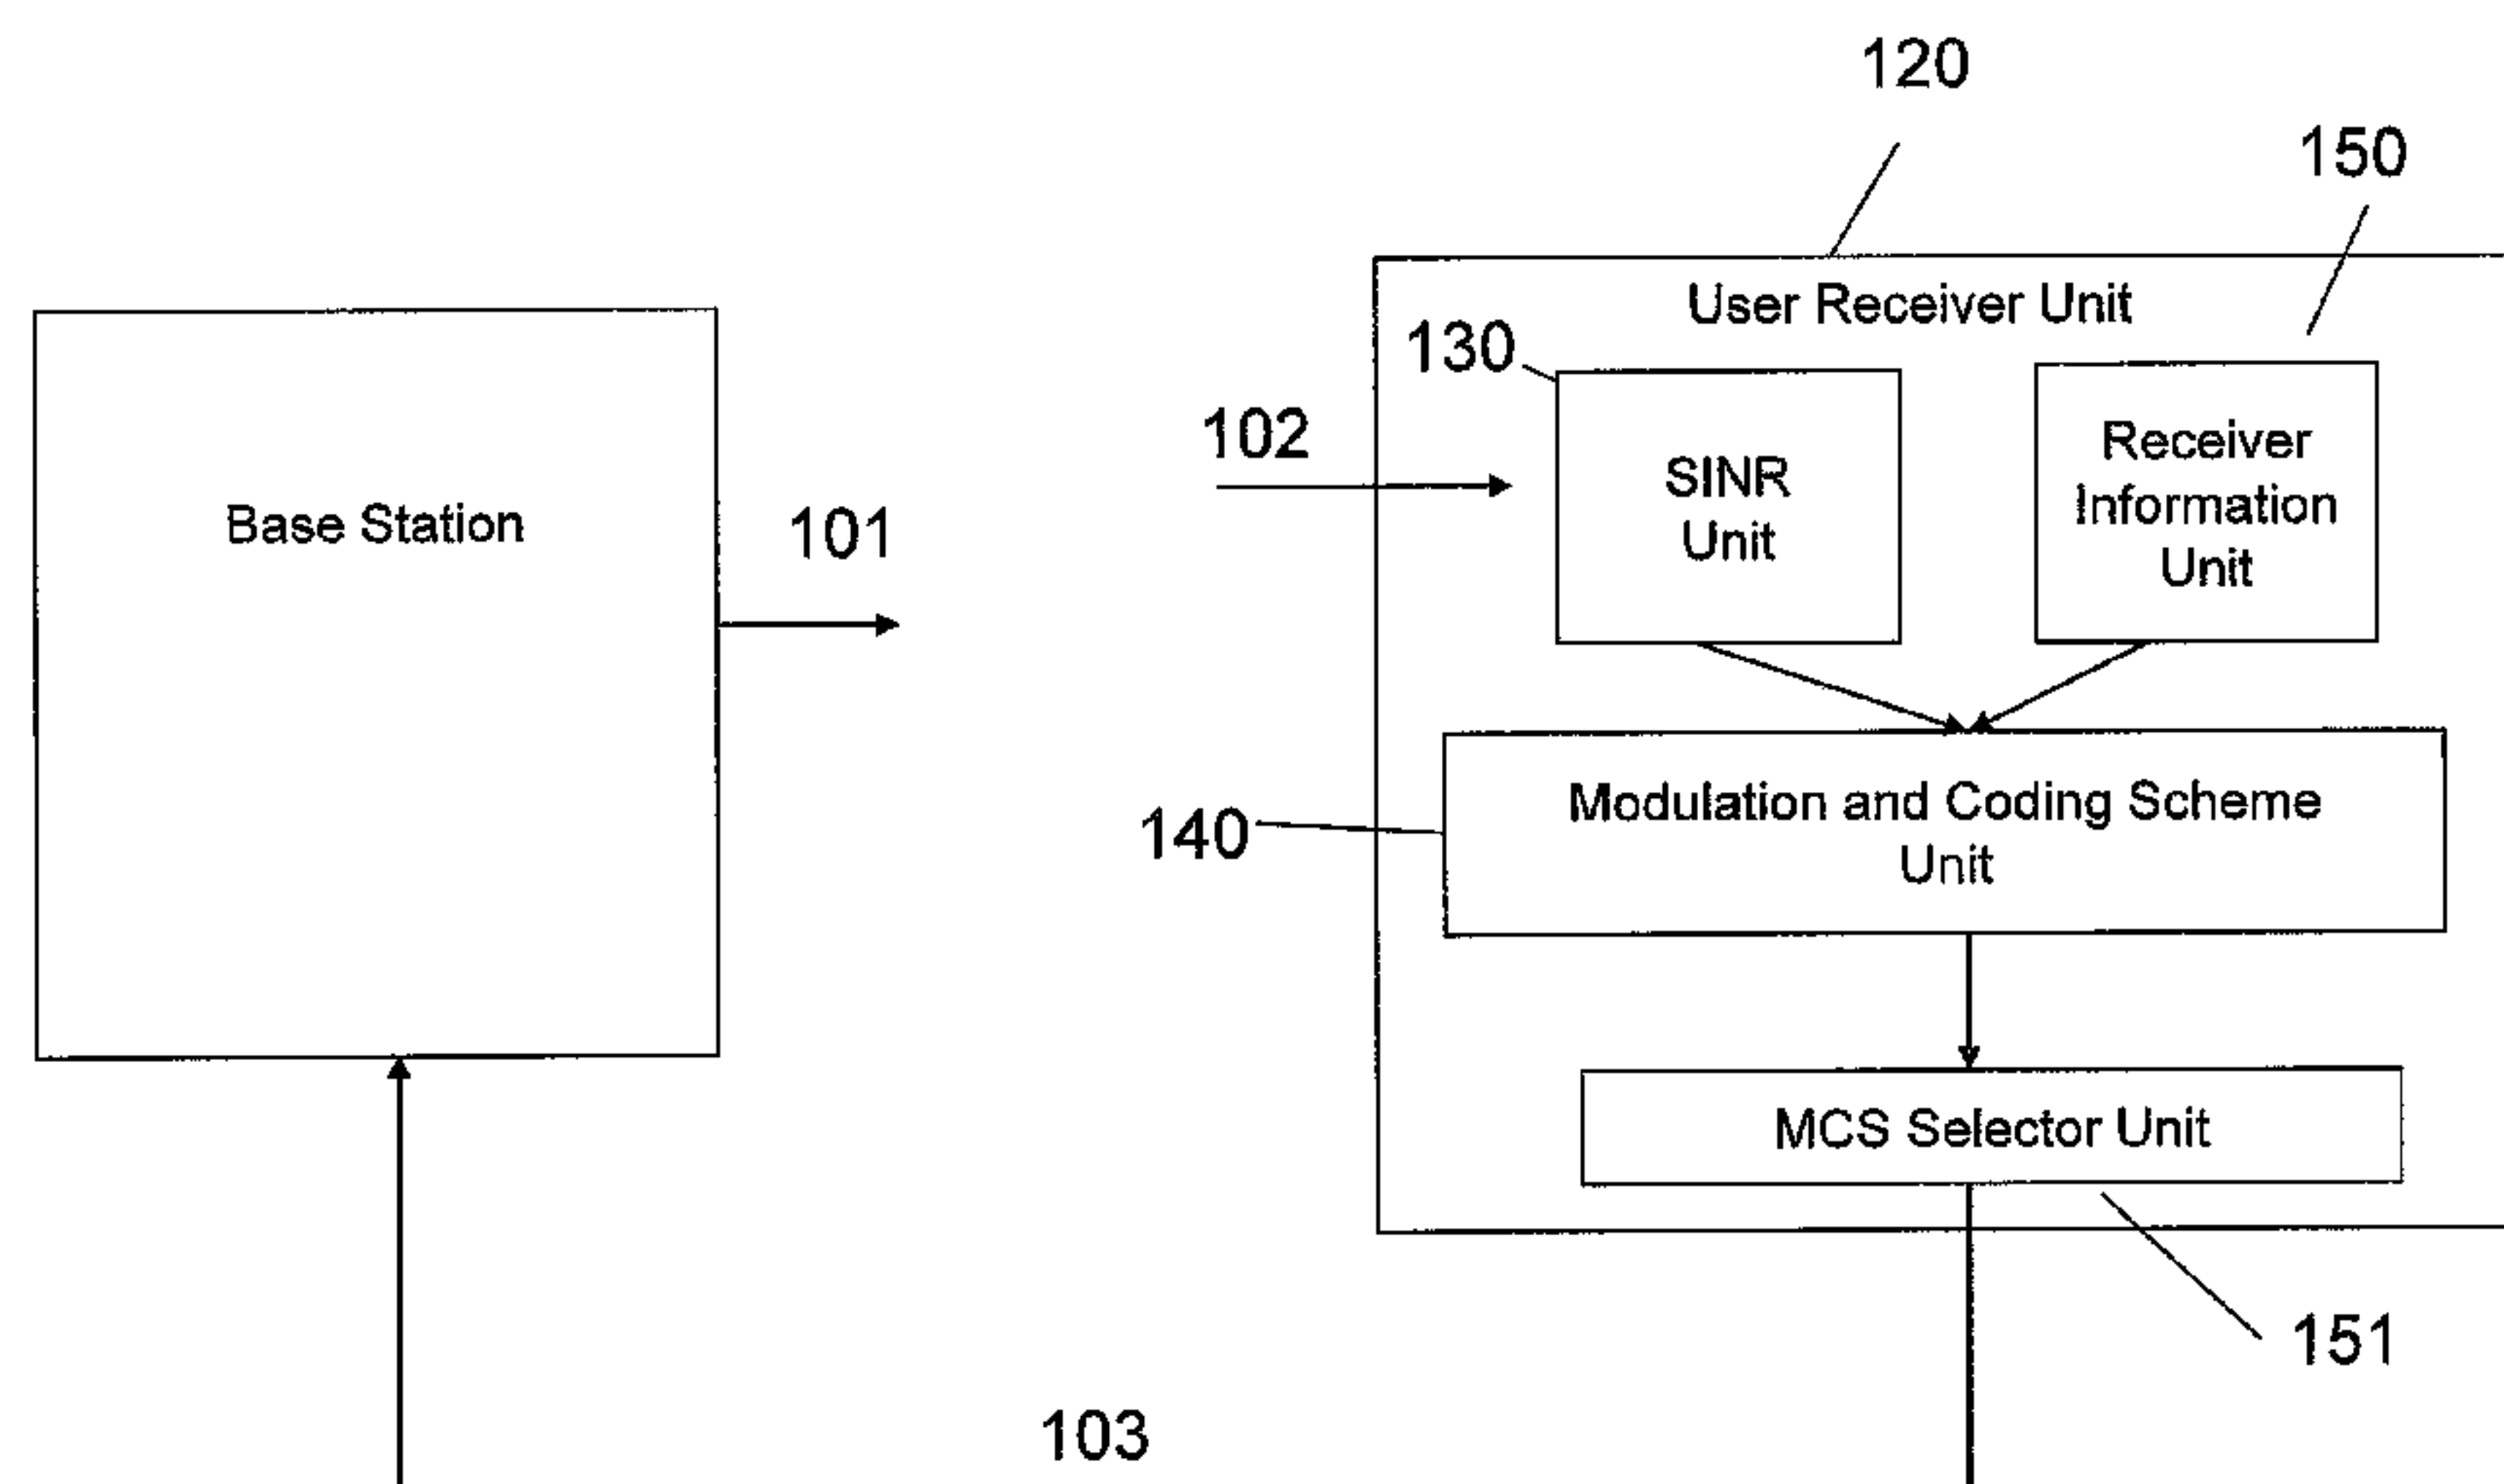 120
150
User Receiver Unit
130
102
SINR
Unit
Receiver
Information
Unit
Base Station
101
Modulation and Coding Scheme
Unit
140
MCS Selector Unit
151
103